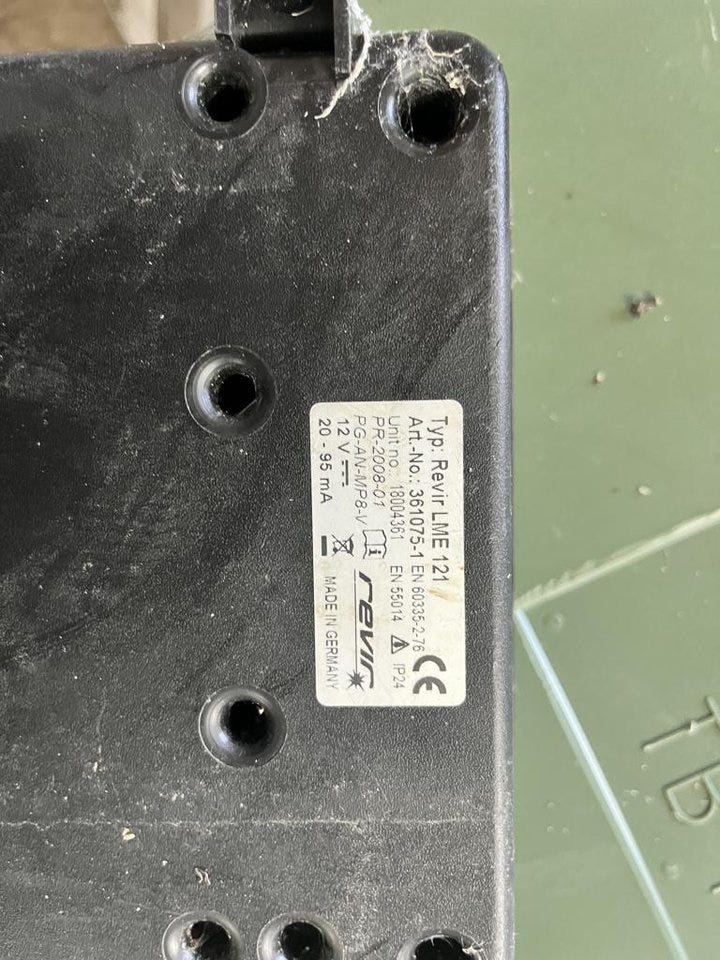 Typ: Revir LME 121
Art.-No.: 361075-1 EN 60335-2-76
Unit no.: 18004361 EN 55014 IP24
PR-2008-01
PG-AN-MP8-V
12 V
20 - 95 mA
CE
revir
MADE IN GERMANY
TB